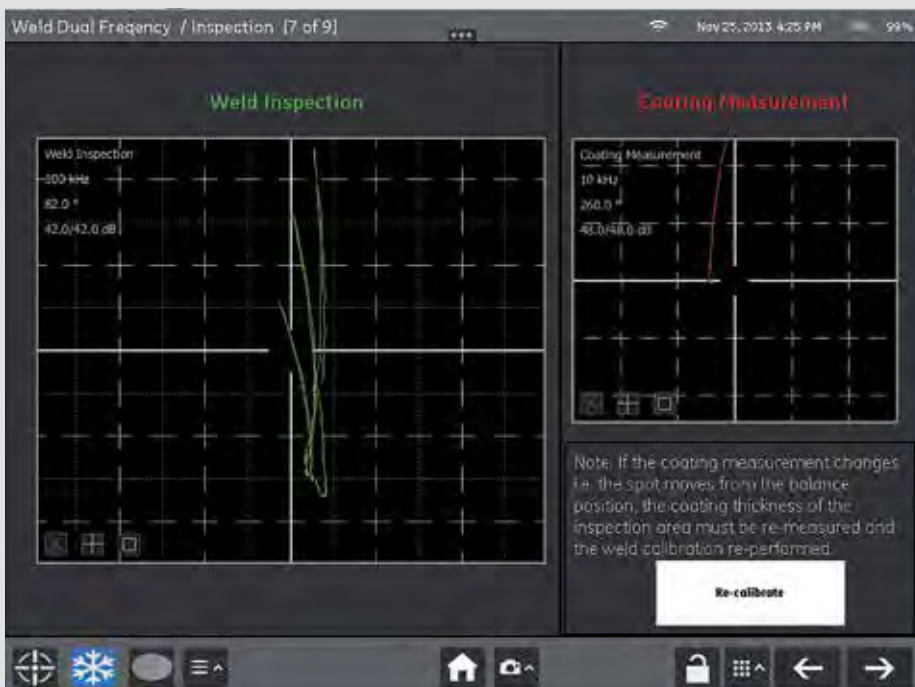 Weld Dual Freqency / Inspection [7 of 9]
Nov 25, 2013 4:25 PM
99%
Weld Inspection
Coating Measurement
Weld Inspection
100 kHz
82.0 °
42.0/42.0 dB
Coating Measurement
10 kHz
260.0 °
48.0/48.0 dB
Note: If the coating measurement changes
i.e. the spot moves from the balance
position, the coating thickness of the
inspection area must be re-measured and
the weld calibration re-performed.
Re-calibrate